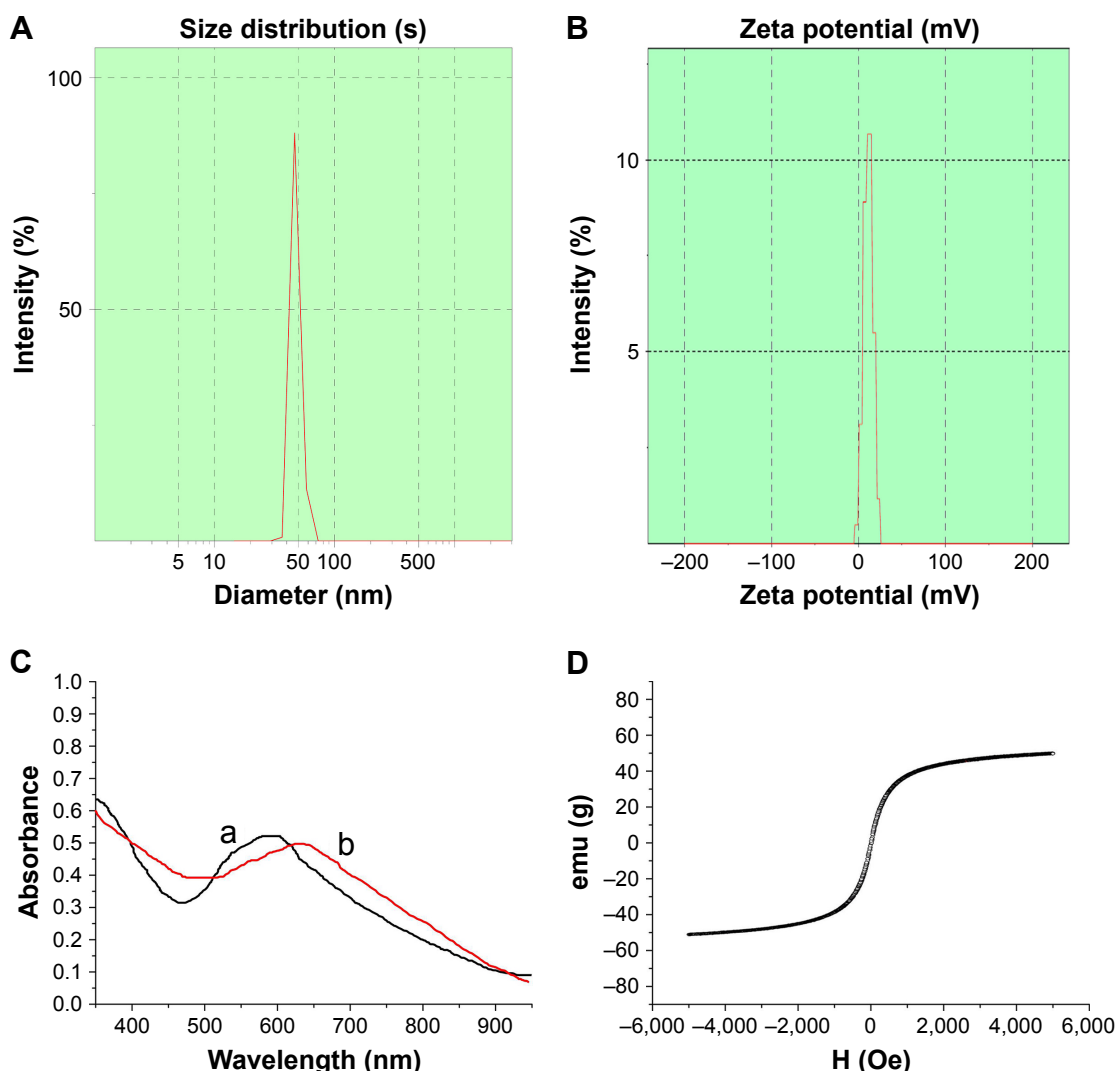 A
Size distribution (s)
100
50
Intensity (%)
5 10 50 100 500
Diameter (nm)
B
Zeta potential (mV)
10
5
Intensity (%)
–200 –100 0 100 200
Zeta potential (mV)
C
1.0
0.9
0.8
0.7
0.6
0.5
0.4
0.3
0.2
0.1
0.0
Absorbance
a
b
400 500 600 700 800 900
Wavelength (nm)
D
80
60
40
20
0
–20
–40
–60
–80
emu (g)
–6,000 –4,000 –2,000 0 2,000 4,000 6,000
H (Oe)